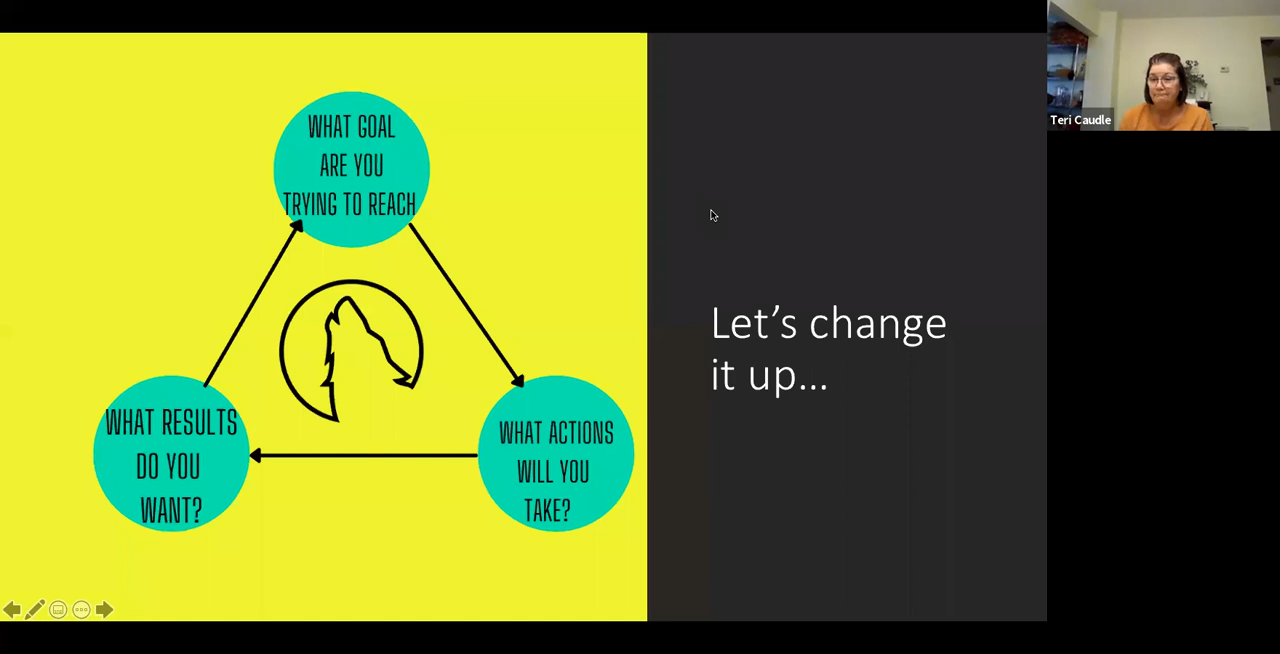 WHAT GOAL
ARE YOU
TRYING TO REACH
WHAT RESULTS
DO YOU
WANT?
WHAT ACTIONS
WILL YOU
TAKE?
Let’s change
it up...
Teri Caudle